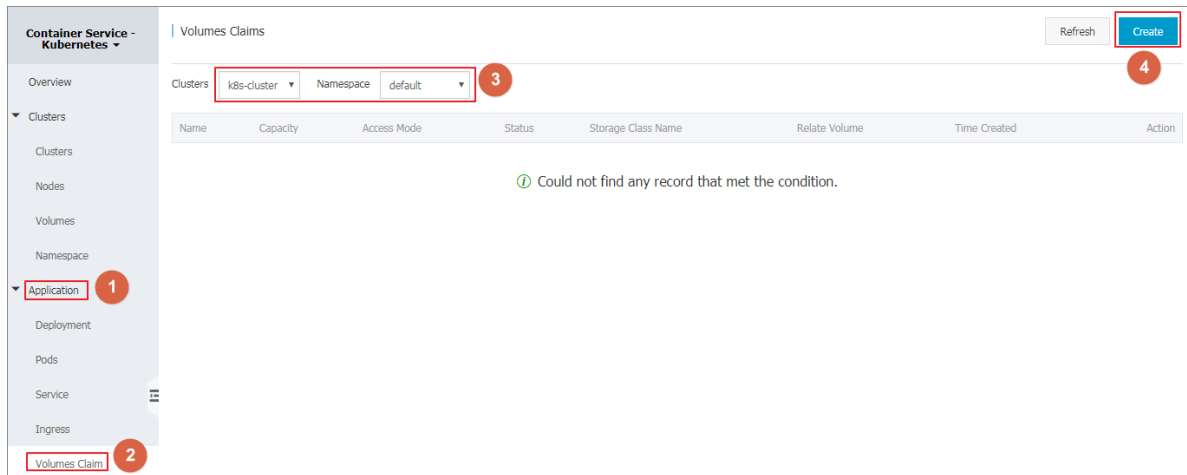 Container Service -
Kubernetes
Overview
Clusters
Clusters
Nodes
Volumes
Namespace
Application
1
Deployment
Pods
Service
Ingress
Volumes Claim
2
Volumes Claims
Refresh
Create
4
Clusters k8s-cluster Namespace default
3
Name Capacity Access Mode Status Storage Class Name Relate Volume Time Created Action
Could not find any record that met the condition.